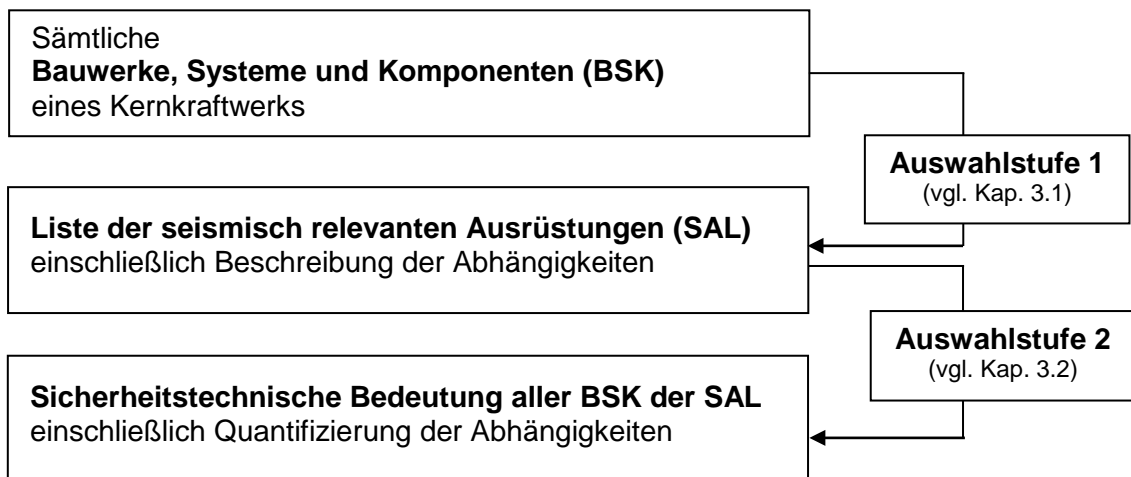 Sämtliche
Bauwerke, Systeme und Komponenten (BSK)
eines Kernkraftwerks
Auswahlstufe 1
(vgl. Kap. 3.1)
Liste der seismisch relevanten Ausrüstungen (SAL)
einschließlich Beschreibung der Abhängigkeiten
Auswahlstufe 2
(vgl. Kap. 3.2)
Sicherheitstechnische Bedeutung aller BSK der SAL
einschließlich Quantifizierung der Abhängigkeiten